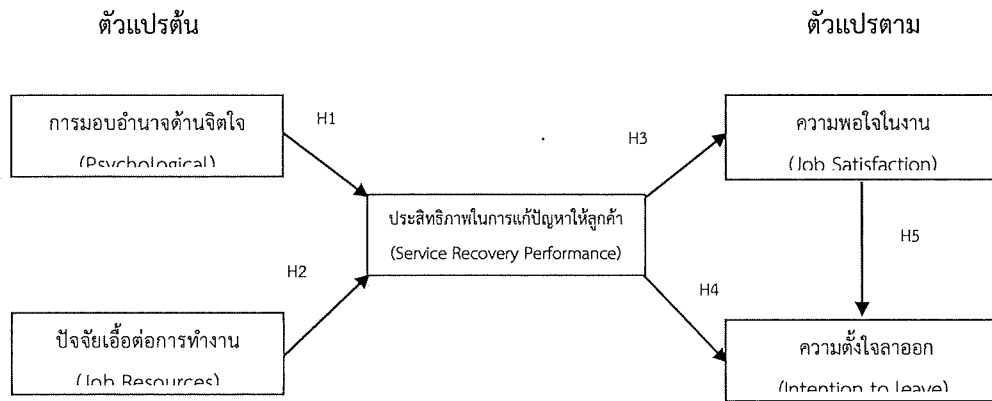 ตัวแปรต้น
ตัวแปรตาม
การมอบอำนาจด้านจิตใจ
(Psychological)
H1
H3
ความพอใจในงาน
(Job Satisfaction)
ประสิทธิภาพในการแก้ปัญหาให้ลูกค้า
(Service Recovery Performance)
H5
H2
H4
ปัจจัยเอื้อต่อการทำงาน
(Job Resources)
ความตั้งใจลาออก
(Intention to leave)